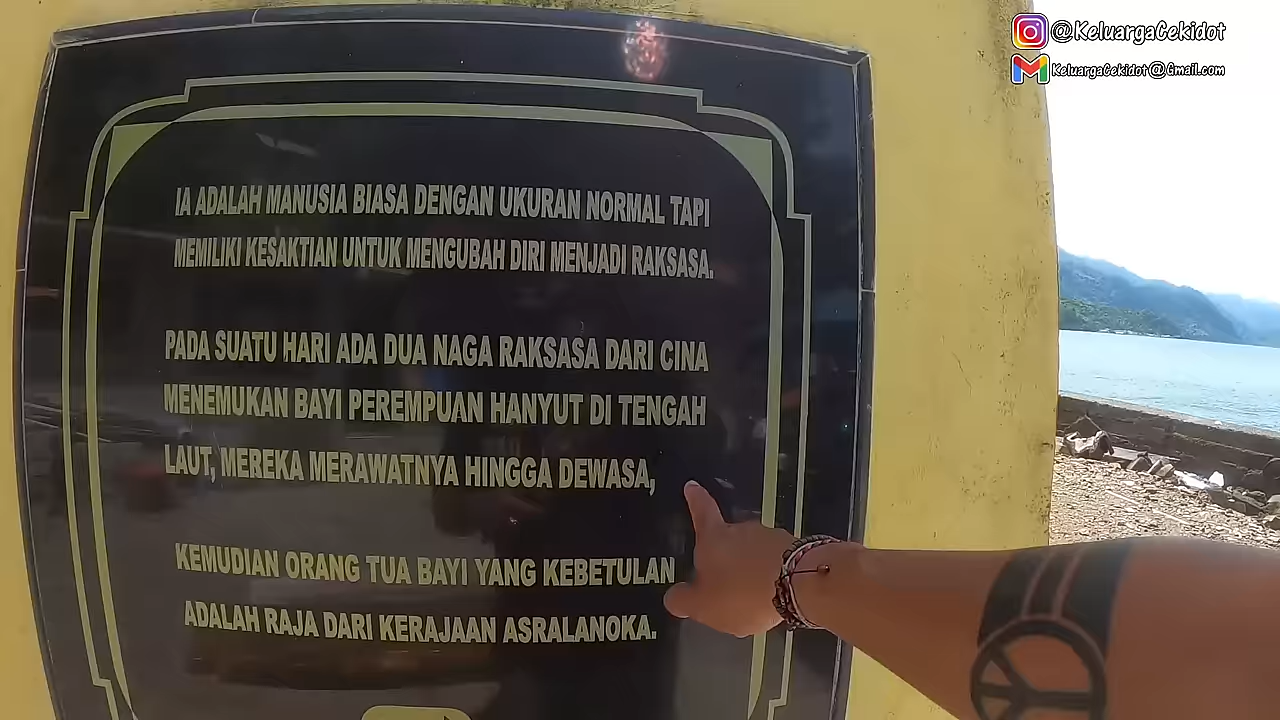 @KeluargaCekidot
KeluargaCekidot@Gmail.com
IA ADALAH MANUSIA BIASA DENGAN UKURAN NORMAL TAPI
MEMILIKI KESAKTIAN UNTUK MENGUBAH DIRI MENJADI RAKSASA.
PADA SUATU HARI ADA DUA NAGA RAKSASA DARI CINA
MENEMUKAN BAYI PEREMPUAN HANYUT DI TENGAH
LAUT, MEREKA MERAWATNYA HINGGA DEWASA,
KEMUDIAN ORANG TUA BAYI YANG KEBETULAN
ADALAH RAJA DARI KERAJAAN ASRALANOKA.